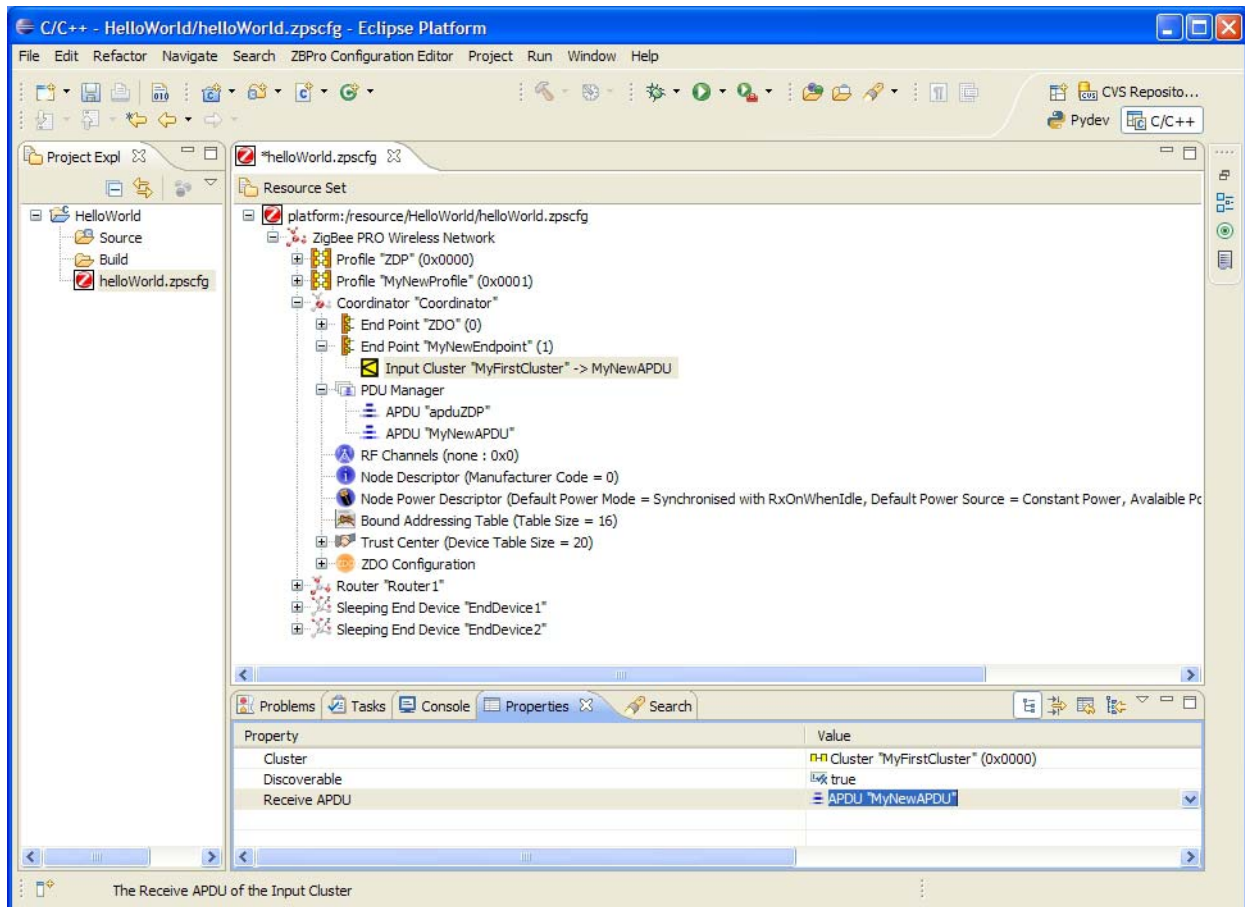 C/C++ - HelloWorld/helloWorld.zpscfg - Eclipse Platform
File Edit Refactor Navigate Search ZBPro Configuration Editor Project Run Window Help
CVS Reposito...
Pydev C/C++
Project Expl
*helloWorld.zpscfg
Resource Set
HelloWorld
Source
Build
helloWorld.zpscfg
platform:/resource/HelloWorld/helloWorld.zpscfg
ZigBee PRO Wireless Network
Profile "ZDP" (0x0000)
Profile "MyNewProfile" (0x0001)
Coordinator "Coordinator"
End Point "ZDO" (0)
End Point "MyNewEndpoint" (1)
Input Cluster "MyFirstCluster" -> MyNewAPDU
PDU Manager
APDU "apduZDP"
APDU "MyNewAPDU"
RF Channels (none : 0x0)
Node Descriptor (Manufacturer Code = 0)
Node Power Descriptor (Default Power Mode = Synchronised with RxOnWhenIdle, Default Power Source = Constant Power, Avalaible Pc
Bound Addressing Table (Table Size = 16)
Trust Center (Device Table Size = 20)
ZDO Configuration
Router "Router1"
Sleeping End Device "EndDevice1"
Sleeping End Device "EndDevice2"
Problems Tasks Console Properties Search
Property Value
Cluster Cluster "MyFirstCluster" (0x0000)
Discoverable true
Receive APDU APDU "MyNewAPDU"
The Receive APDU of the Input Cluster